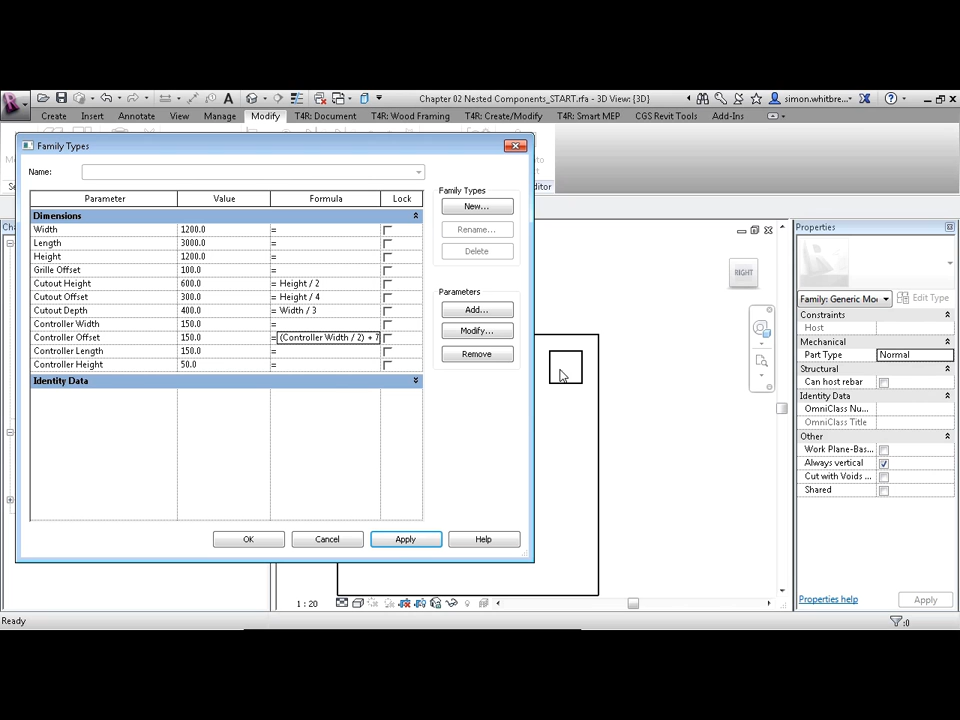 Chapter 02 Nested Components_START.rfa - 3D View: {3D}
simon.whitbre...
Create Insert Annotate View Manage Modify T4R: Document T4R: Wood Framing T4R: Create/Modify T4R: Smart MEP CGS Revit Tools Add-Ins
Family Types
Name:
Parameter Value Formula Lock
Dimensions
Width 1200.0 =
Length 3000.0 =
Height 1200.0 =
Grille Offset 100.0 =
Cutout Height 600.0 = Height / 2
Cutout Offset 300.0 = Height / 4
Cutout Depth 400.0 = Width / 3
Controller Width 150.0 =
Controller Offset 150.0 = (Controller Width / 2) + 7
Controller Length 150.0 =
Controller Height 50.0 =
Identity Data
Family Types
New...
Rename...
Delete
Parameters
Add...
Modify...
Remove
OK Cancel Apply Help
RIGHT
Properties
Family: Generic Mo Edit Type
Constraints
Host
Mechanical
Part Type Normal
Structural
Can host rebar
Identity Data
OmniClass Nu...
OmniClass Title
Other
Work Plane-Bas...
Always vertical
Cut with Voids ...
Shared
Properties help Apply
1 : 20
Ready
:0